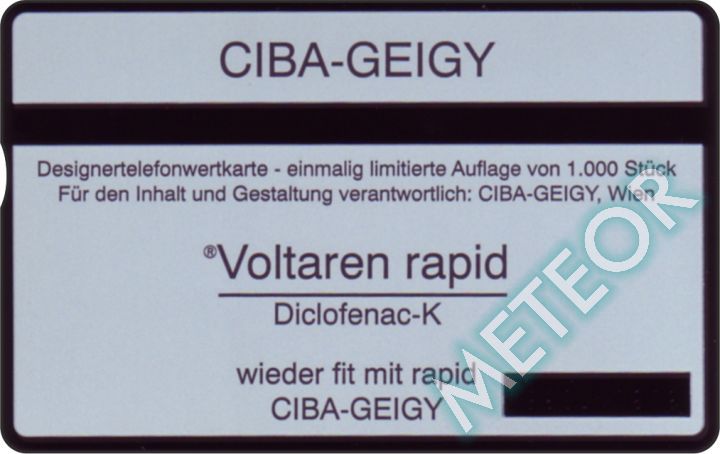 CIBA-GEIGY
Designertelefonwertkarte - einmalig limitierte Auflage von 1.000 Stück
Für den Inhalt und Gestaltung verantwortlich: CIBA-GEIGY, Wien
®Voltaren rapid
Diclofenac-K
wieder fit mit rapid
CIBA-GEIGY
METEOR